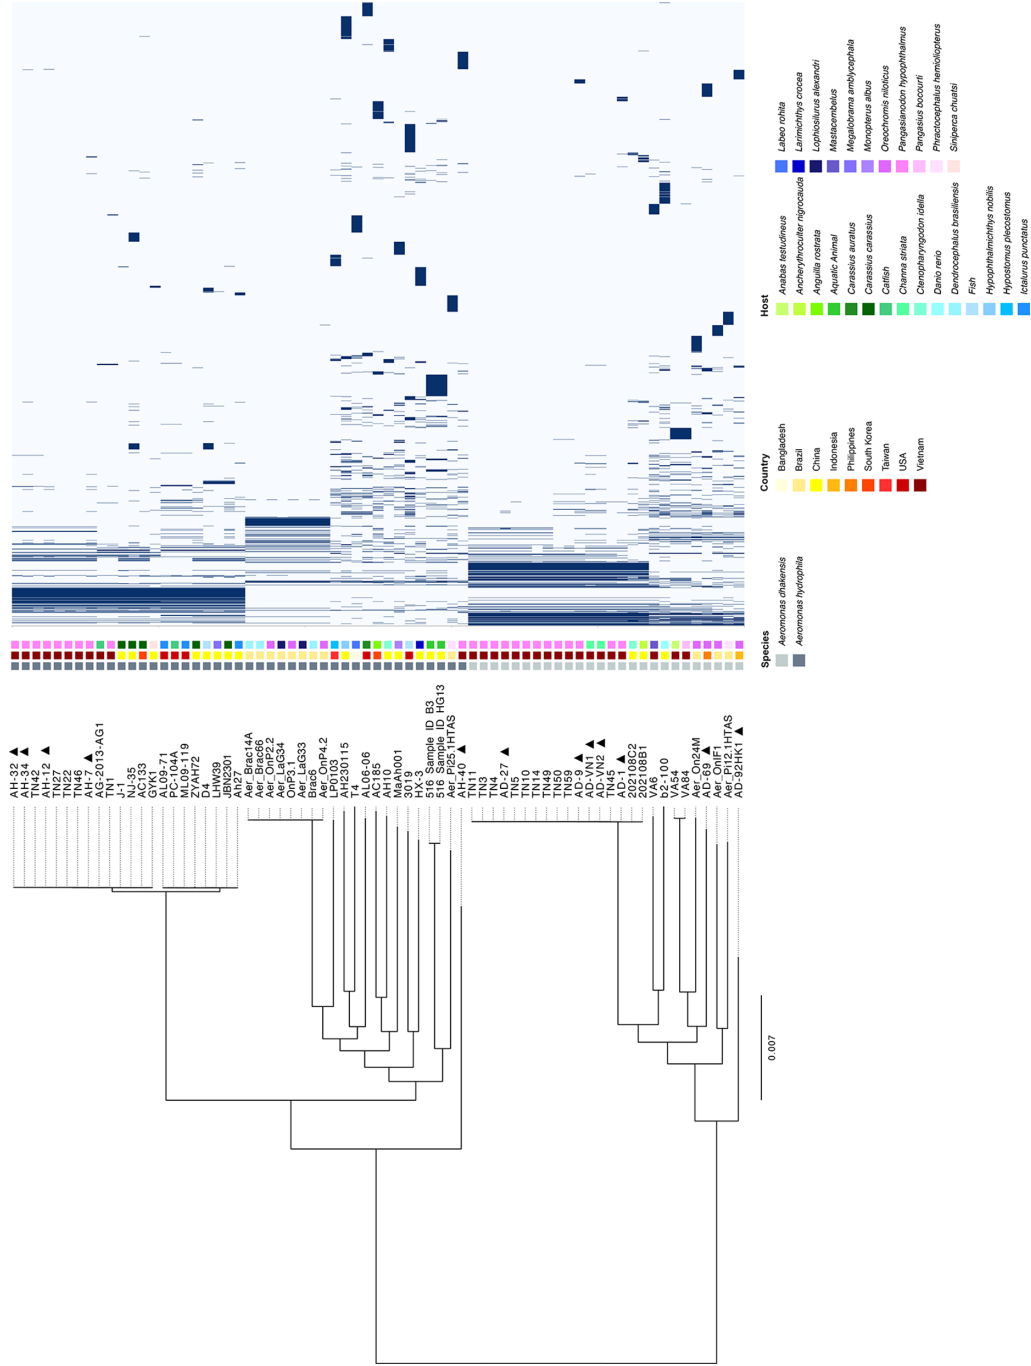 AH-32 ▲
AH-34 ▲
TN42
AH-12 ▲
TN27
TN22
TN46
AH-7 ▲
AG-2013-AG1
TN1
J-1
NJ-35
AC133
GYK1
AL09-71
PC-104A
ML09-119
ZYAH72
D4
LHW39
JBN2301
Ah27
Aer_Brac14A
Aer_Brac66
Aer_OnP2.2
Aer_LaG34
OnP3.1
Aer_LaG33
Brac6
Aer_OnP4.2
LP0103
AH230115
T4
AL06-06
AC185
AH10
MaAh001
9019
HX-3
516_Sample_ID_B3
516_Sample_ID_HG13
Aer_Pl25.1HTAS
AH-40 ▲
TN11
TN3
TN4
AD-27 ▲
TN5
TN10
TN14
TN49
TN50
TN59
AD-9 ▲
AD-VN1 ▲
AD-VN2 ▲
TN45
AD-1 ▲
202108C2
202108B1
VA6
b2-100
VA54
VA84
Aer_On24M
AD-69 ▲
Aer_OnF1
Aer_Ph12.1HTAS
AD-92HK1 ▲
0.007
Species
Aeromonas dhakensis
Aeromonas hydrophila
Country
Bangladesh
Brazil
China
Indonesia
Philippines
South Korea
Taiwan
USA
Vietnam
Host
Anabas testudineus
Ancherythroculter nigrocauda
Anguilla rostrata
Aquatic Animal
Carassius auratus
Carassius carassius
Catfish
Channa striata
Ctenopharyngodon idella
Danio rerio
Dendrocephalus brasiliensis
Fish
Hypophthalmichthys nobilis
Hypostomus plecostomus
Ictalurus punctatus
Labeo rohita
Larimichthys crocea
Lophiosilurus alexandri
Mastacembelus
Megalobrama amblycephala
Monopterus albus
Oreochromis niloticus
Pangasianodon hypophthalmus
Pangasius bocourti
Phractocephalus hemioliopterus
Siniperca chuatsi